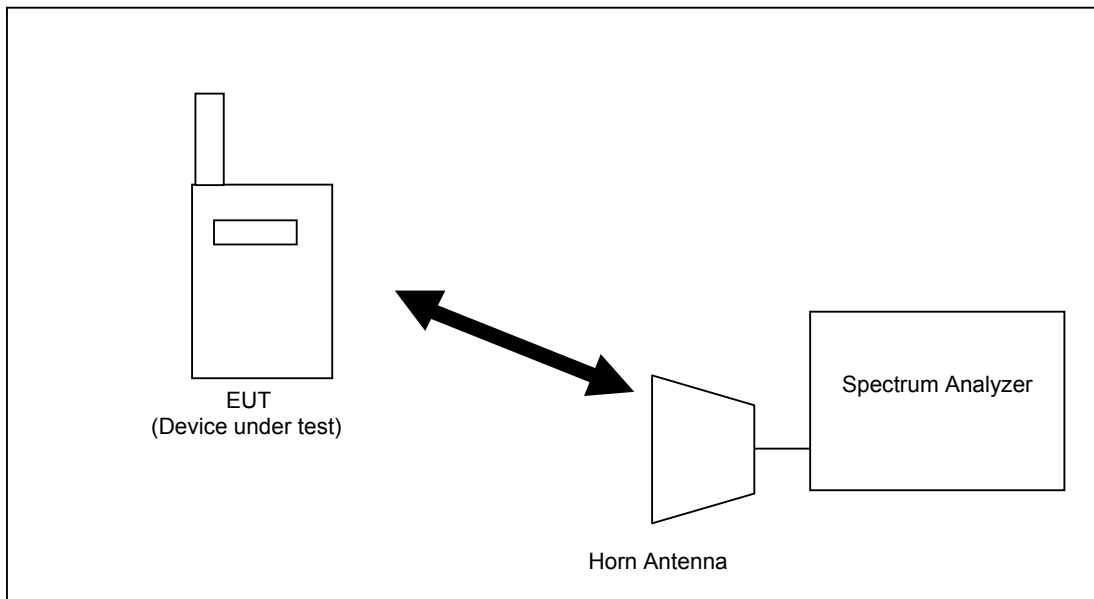 EUT
(Device under test)
Spectrum Analyzer
Horn Antenna